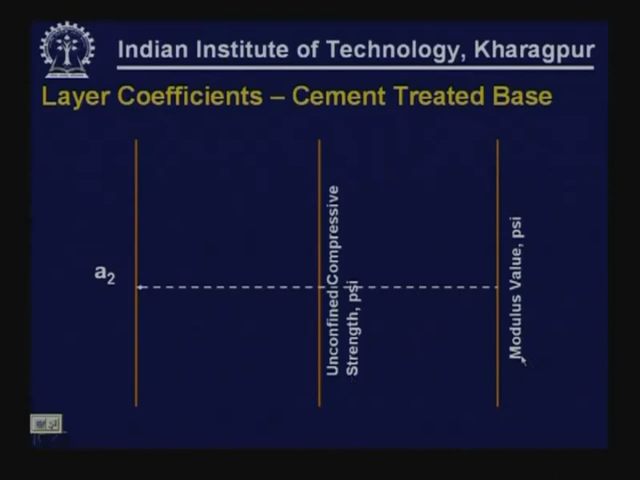 Indian Institute of Technology, Kharagpur
Layer Coefficients – Cement Treated Base
a2
Unconfined Compressive
Strength, psi
Modulus Value, psi